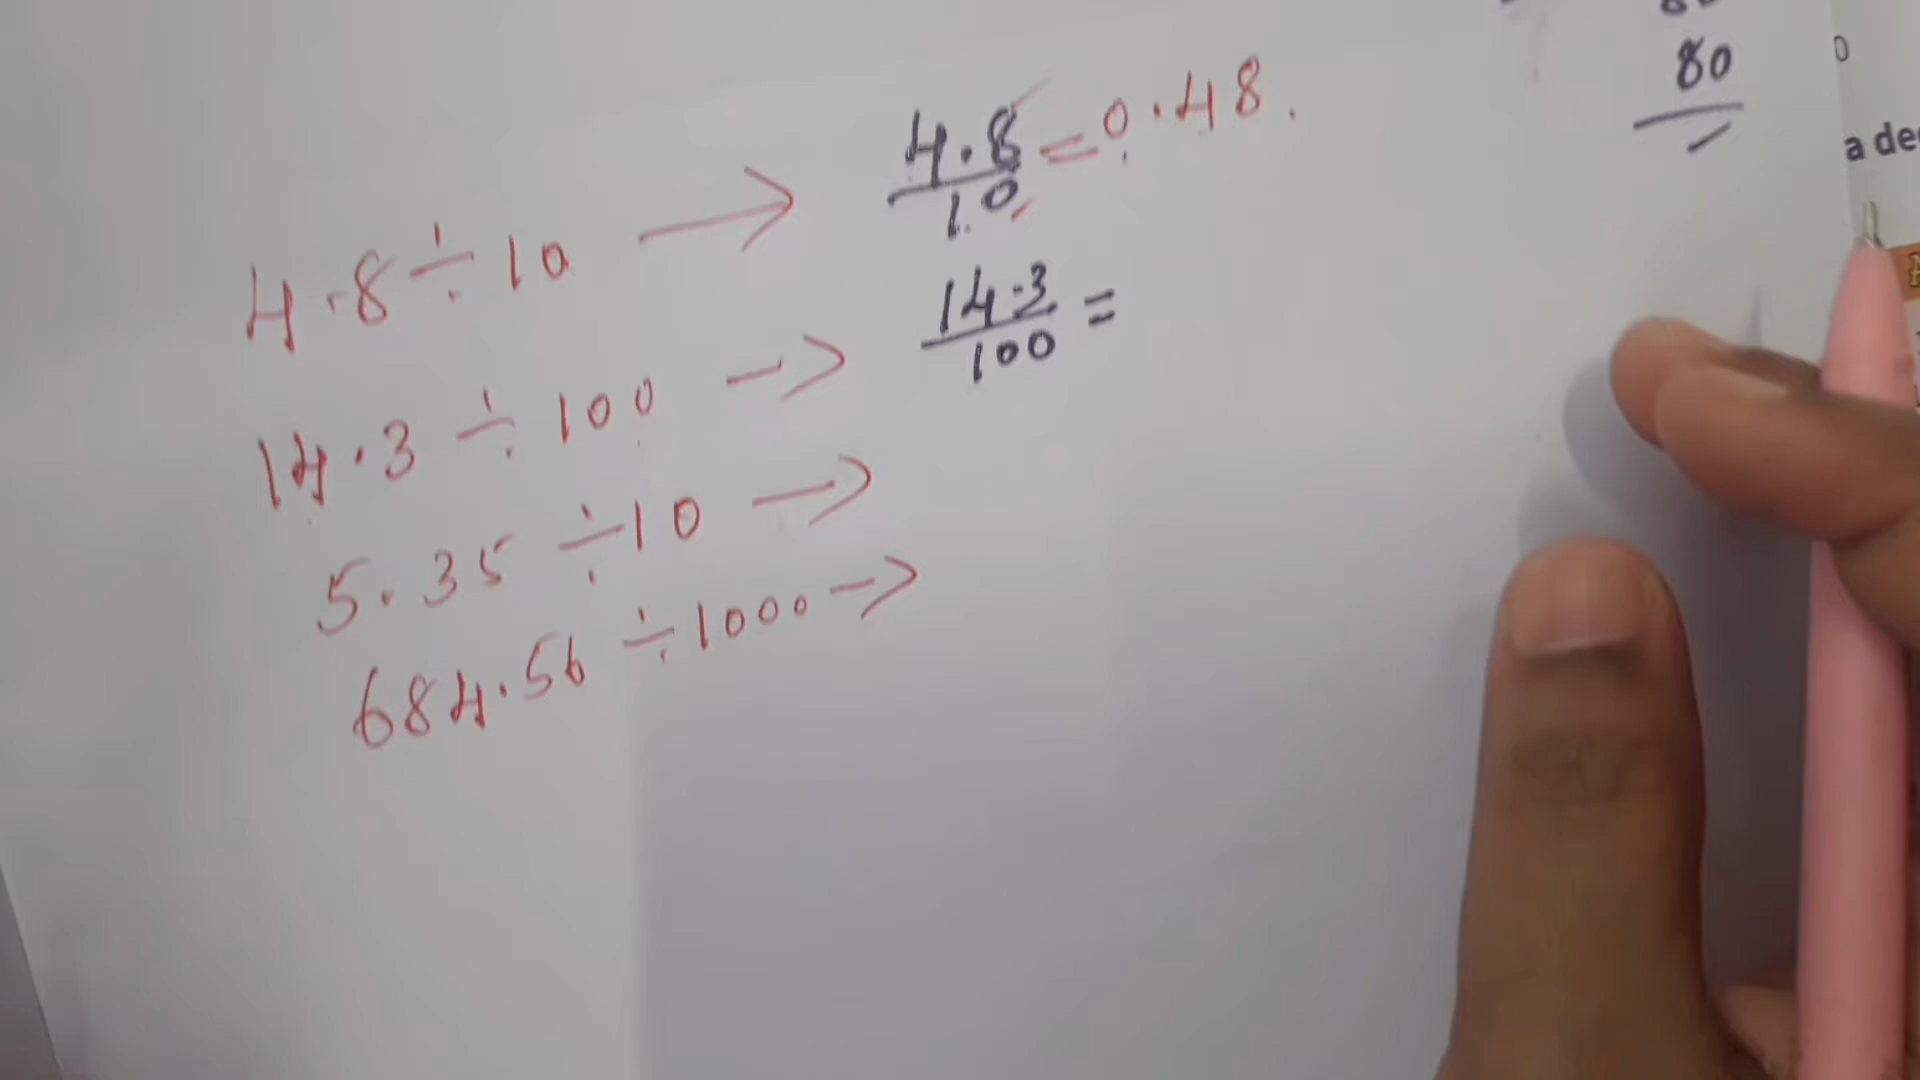 80
0
a de
4.8 ÷ 10 → 4.8/10 = 0.48.
14.3 ÷ 100 → 14.3/100 =
5.35 ÷ 10 →
684.56 ÷ 1000 →